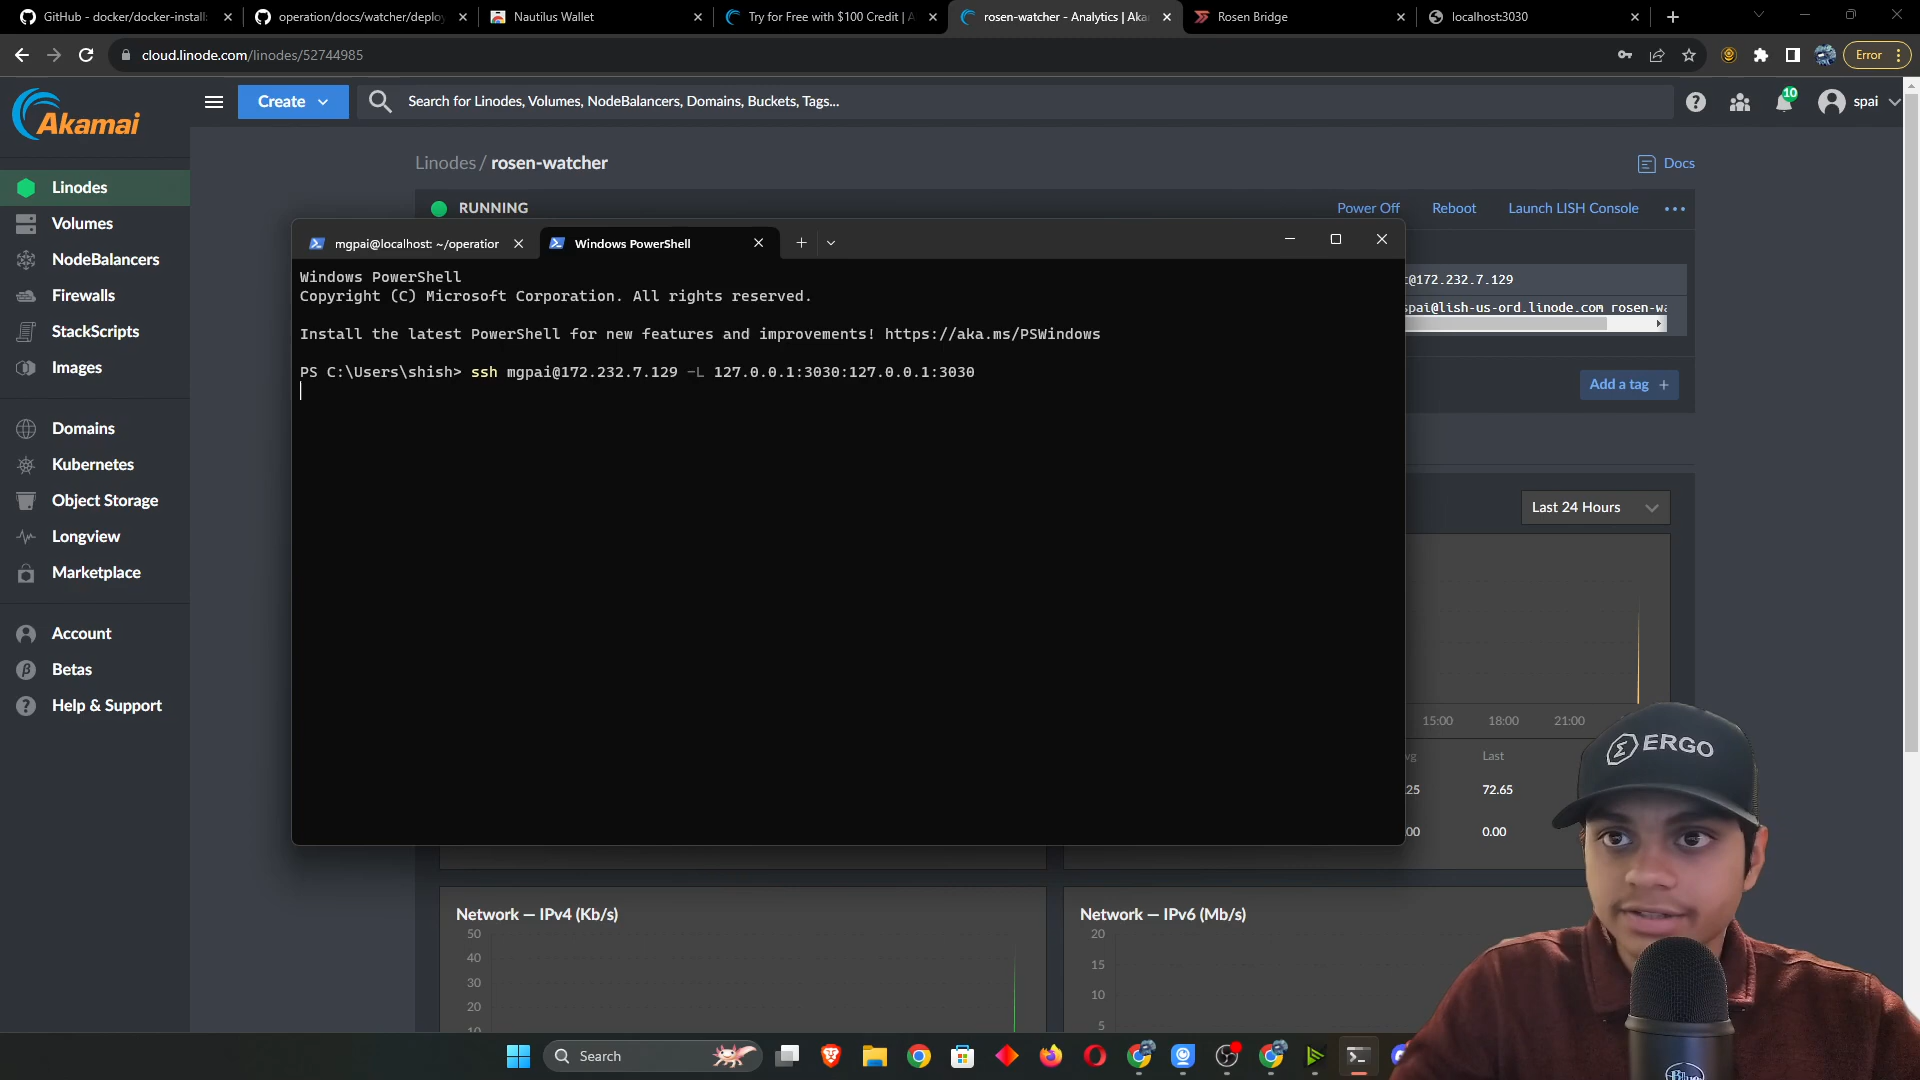 GitHub - docker/docker-install:
operation/docs/watcher/deploy
Nautilus Wallet
Try for Free with $100 Credit | A
rosen-watcher - Analytics | Aka
Rosen Bridge
localhost:3030
cloud.linode.com/linodes/52744985
Error
Akamai
Create
Search for Linodes, Volumes, NodeBalancers, Domains, Buckets, Tags...
10
spai
Linodes
Volumes
NodeBalancers
Firewalls
StackScripts
Images
Domains
Kubernetes
Object Storage
Longview
Marketplace
Account
Betas
Help & Support
Linodes / rosen-watcher
Docs
RUNNING
Power Off
Reboot
Launch LISH Console
mgpai@localhost: ~/operation
Windows PowerShell
Windows PowerShell
Copyright (C) Microsoft Corporation. All rights reserved.
Install the latest PowerShell for new features and improvements! https://aka.ms/PSWindows
PS C:\Users\shish> ssh mgpai@172.232.7.129 -L 127.0.0.1:3030:127.0.0.1:3030
@172.232.7.129
spai@lish-us-ord.linode.com rosen-wa
Add a tag +
Last 24 Hours
15:00
18:00
21:00
vg
Last
25
72.65
00
0.00
Network — IPv4 (Kb/s)
50
40
30
20
10
Network — IPv6 (Mb/s)
20
15
10
5
ERGO
Blue
Search